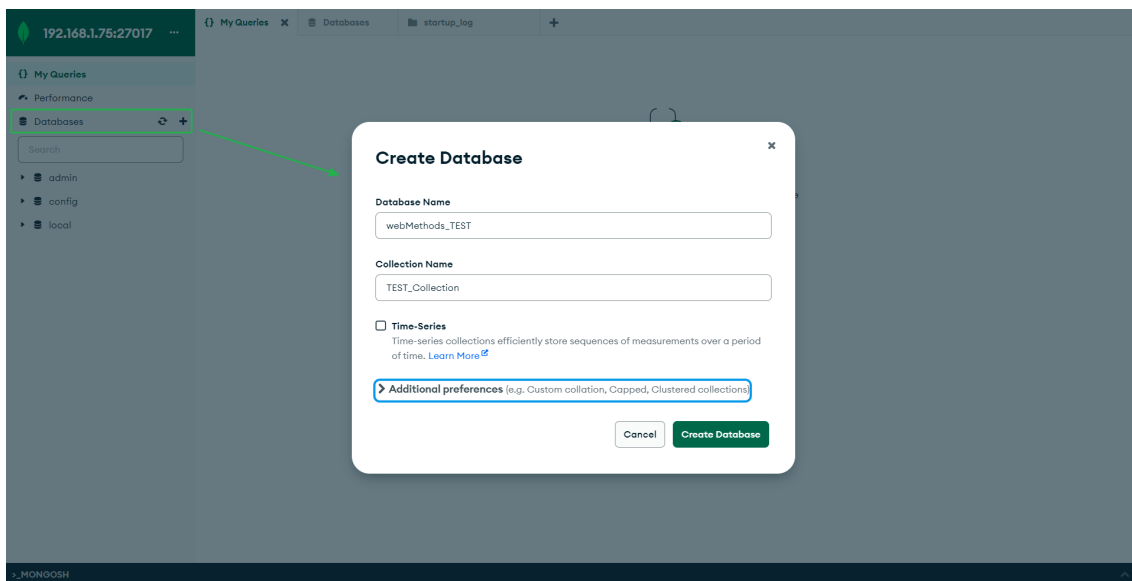 192.168.1.75:27017 ...
{} My Queries
Databases
startup_log
{} My Queries
Performance
Databases
Search
admin
config
local
Create Database
Database Name
webMethods_TEST
Collection Name
TEST_Collection
Time-Series
Time-series collections efficiently store sequences of measurements over a period
of time. Learn More
Additional preferences (e.g. Custom collation, Capped, Clustered collections)
Cancel
Create Database
>_MONGOSH